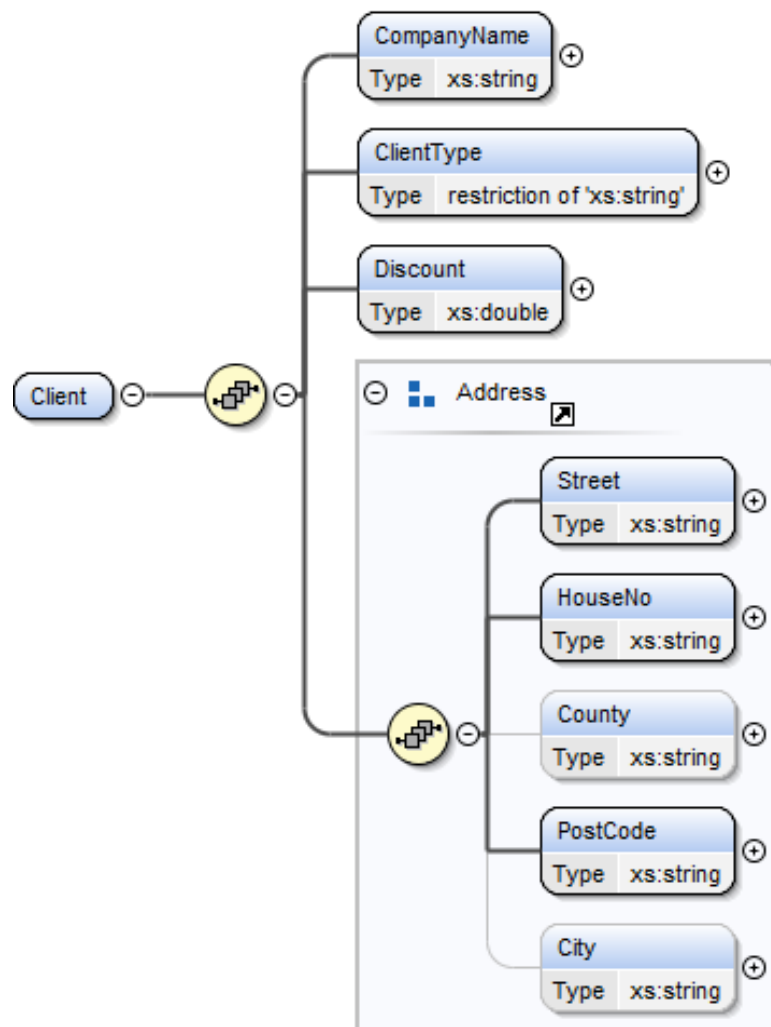 CompanyName
Type xs:string
ClientType
Type restriction of 'xs:string'
Discount
Type xs:double
Client
Address
Street
Type xs:string
HouseNo
Type xs:string
County
Type xs:string
PostCode
Type xs:string
City
Type xs:string